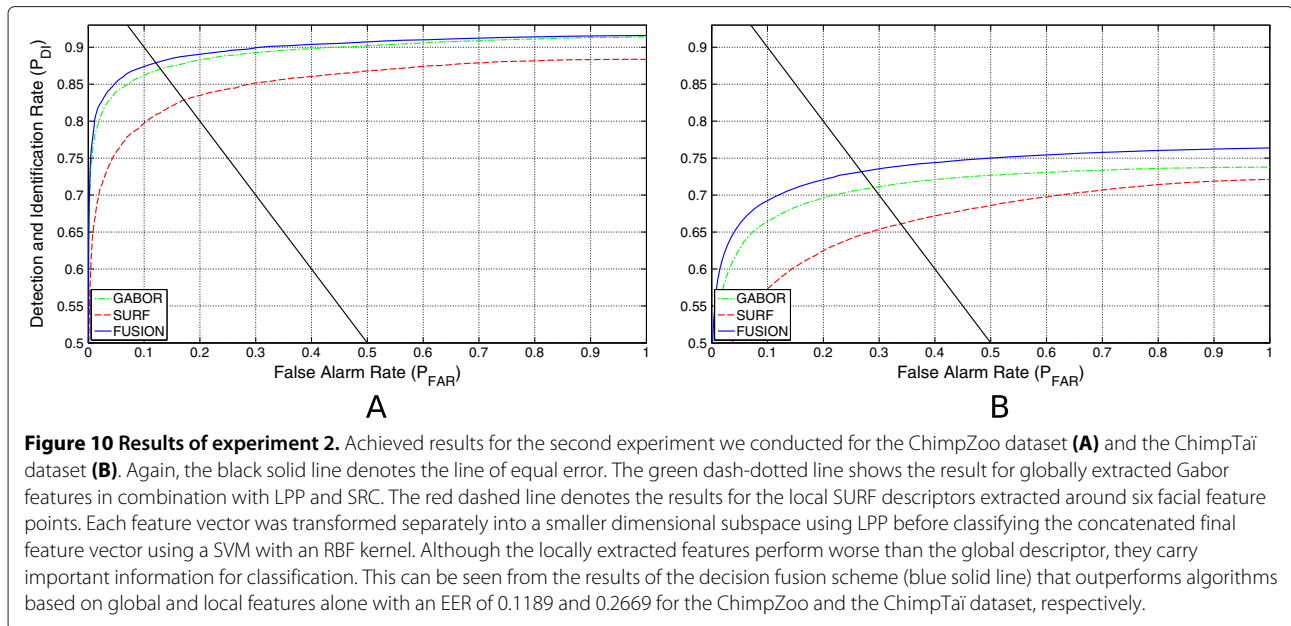 Detection and Identification Rate (P_DI)
0.9
0.85
0.8
0.75
0.7
0.65
0.6
0.55
0.5
GABOR
SURF
FUSION
0 0.1 0.2 0.3 0.4 0.5 0.6 0.7 0.8 0.9 1
False Alarm Rate (P_FAR)
A
0.9
0.85
0.8
0.75
0.7
0.65
0.6
0.55
0.5
GABOR
SURF
FUSION
0 0.1 0.2 0.3 0.4 0.5 0.6 0.7 0.8 0.9 1
False Alarm Rate (P_FAR)
B
Figure 10 Results of experiment 2. Achieved results for the second experiment we conducted for the ChimpZoo dataset (A) and the ChimpTaï
dataset (B). Again, the black solid line denotes the line of equal error. The green dash-dotted line shows the result for globally extracted Gabor
features in combination with LPP and SRC. The red dashed line denotes the results for the local SURF descriptors extracted around six facial feature
points. Each feature vector was transformed separately into a smaller dimensional subspace using LPP before classifying the concatenated final
feature vector using a SVM with an RBF kernel. Although the locally extracted features perform worse than the global descriptor, they carry
important information for classification. This can be seen from the results of the decision fusion scheme (blue solid line) that outperforms algorithms
based on global and local features alone with an EER of 0.1189 and 0.2669 for the ChimpZoo and the ChimpTaï dataset, respectively.